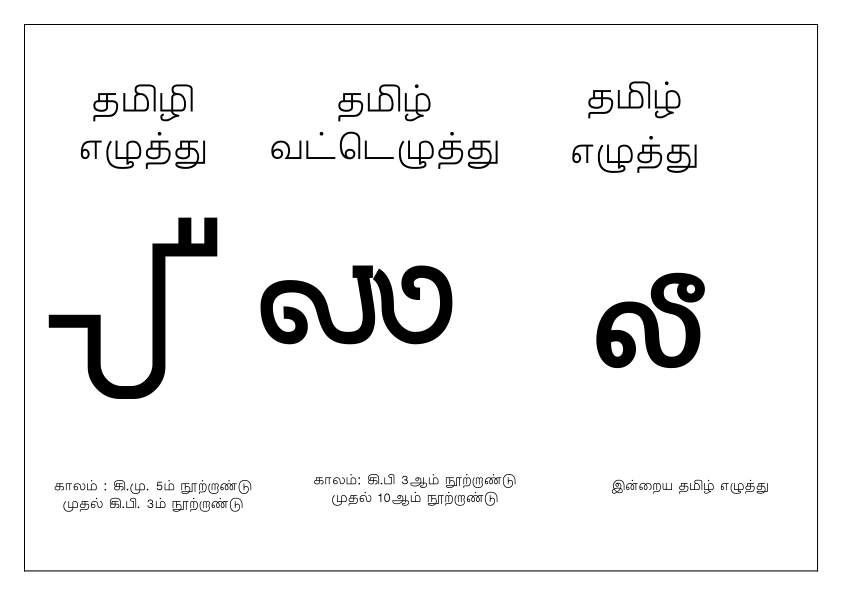 தமிழி
எழுத்து
தமிழ்
வட்டெழுத்து
தமிழ்
எழுத்து
𑀮𑀻
லீ
காலம் : கி.மு. 5ம் நூற்றாண்டு
முதல் கி.பி. 3ம் நூற்றாண்டு
காலம்: கி.பி 3ஆம் நூற்றாண்டு
முதல் 10ஆம் நூற்றாண்டு
இன்றைய தமிழ் எழுத்து